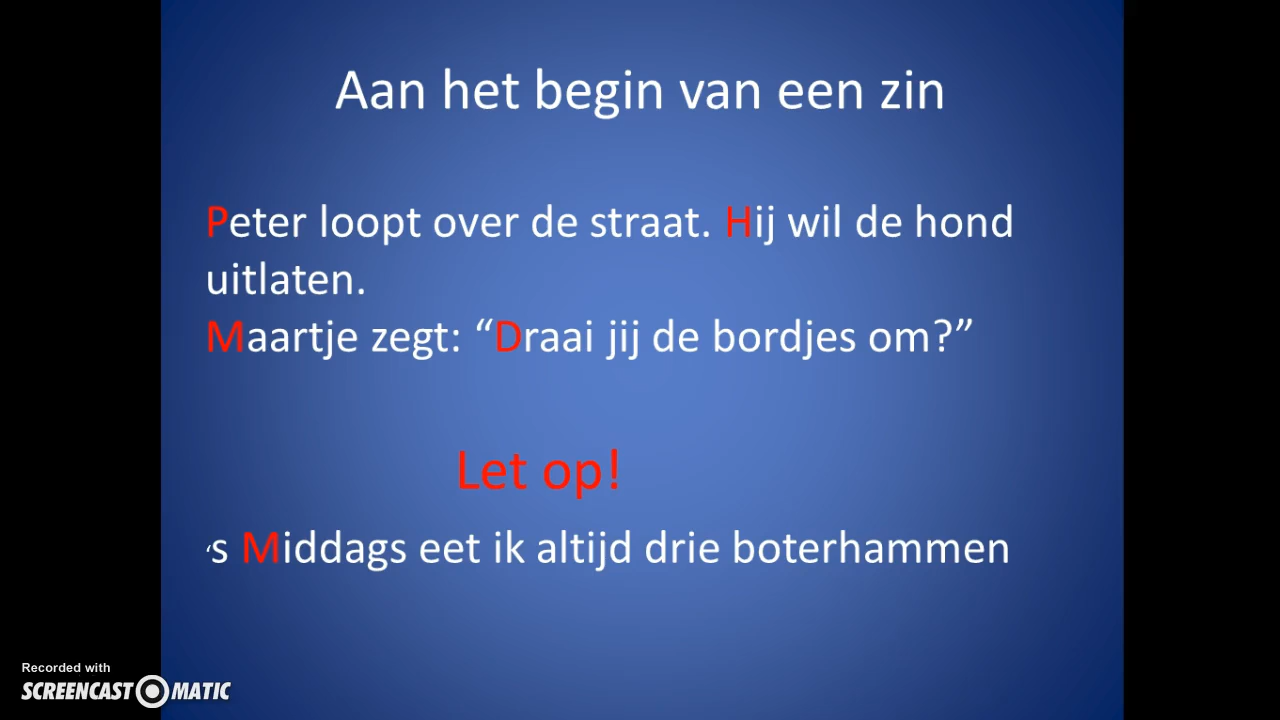 Aan het begin van een zin
Peter loopt over de straat. Hij wil de hond
uitlaten.
Maartje zegt: “Draai jij de bordjes om?”
Let op!
‘s Middags eet ik altijd drie boterhammen
Recorded with
SCREENCAST MATIC